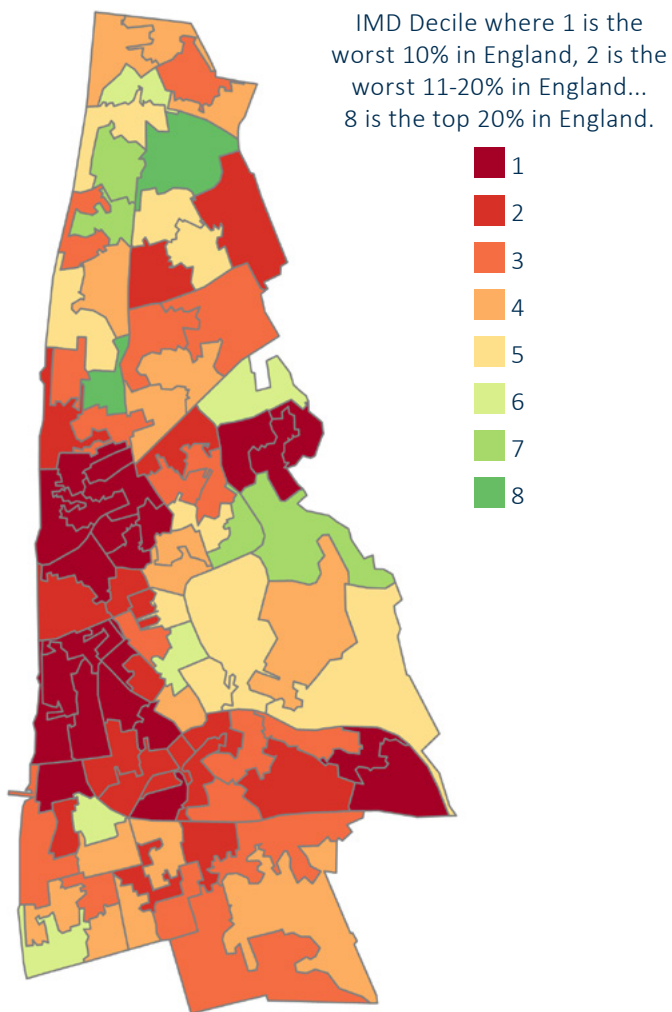 IMD Decile where 1 is the
worst 10% in England, 2 is the
worst 11-20% in England...
8 is the top 20% in England.
1
2
3
4
5
6
7
8